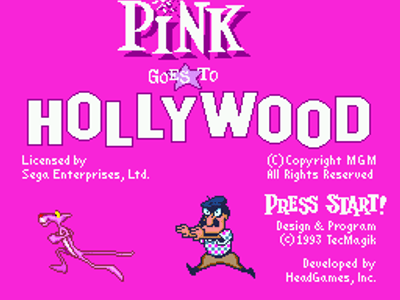 PINK
GOES TO
HOLLYWOOD
Licensed by
Sega Enterprises, Ltd.
(C)Copyright MGM
All Rights Reserved
PRESS START!
Design & Program
(c)1993 TecMagik
Developed by
HeadGames, Inc.